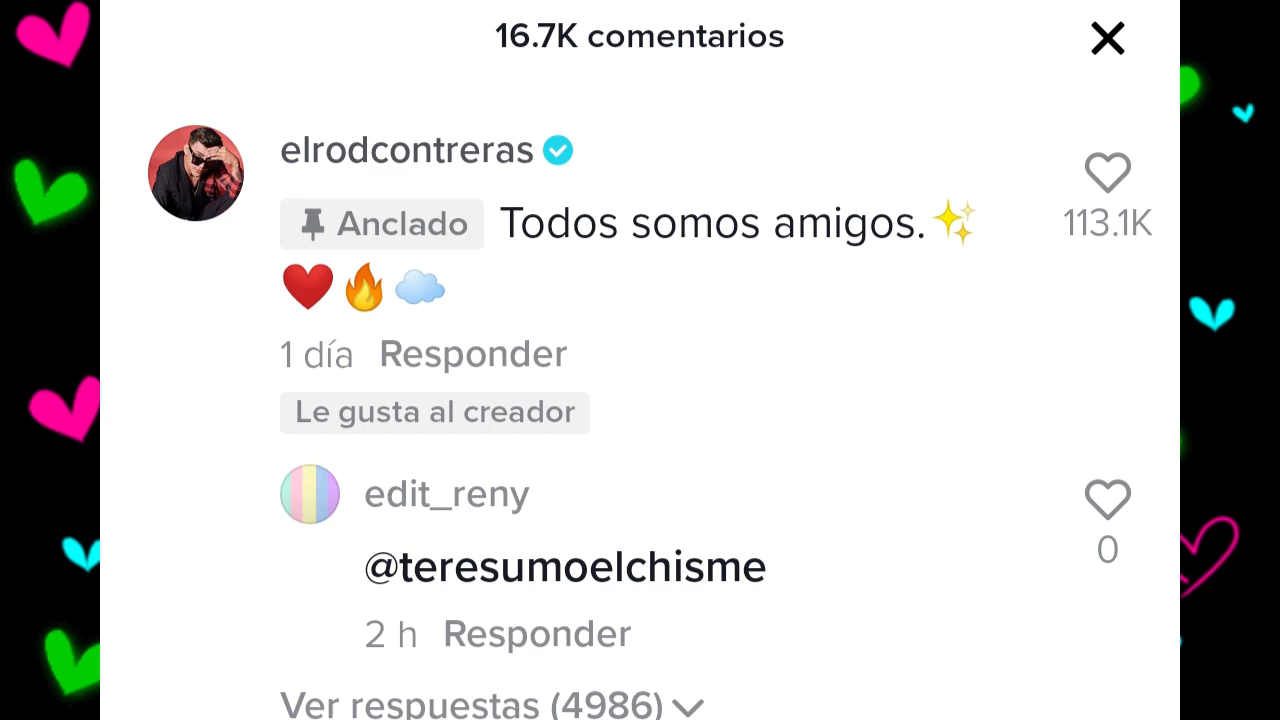 16.7K comentarios
elrodcontreras
Anclado Todos somos amigos.✨
❤️🔥☁️
1 día Responder
Le gusta al creador
113.1K
edit_reny
@teresumoelchisme
0
2 h Responder
Ver respuestas (4986)